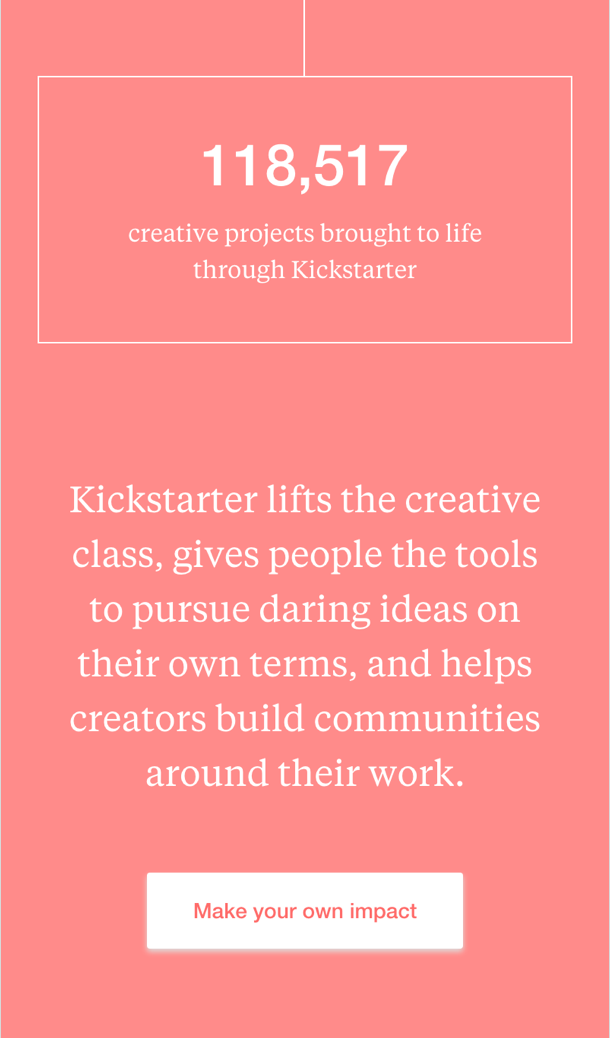 118,517
creative projects brought to life
through Kickstarter
Kickstarter lifts the creative
class, gives people the tools
to pursue daring ideas on
their own terms, and helps
creators build communities
around their work.
Make your own impact